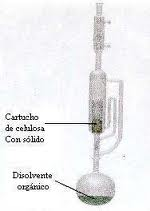 Cartucho
de celulosa
Con sólido
Disolvente
orgánico